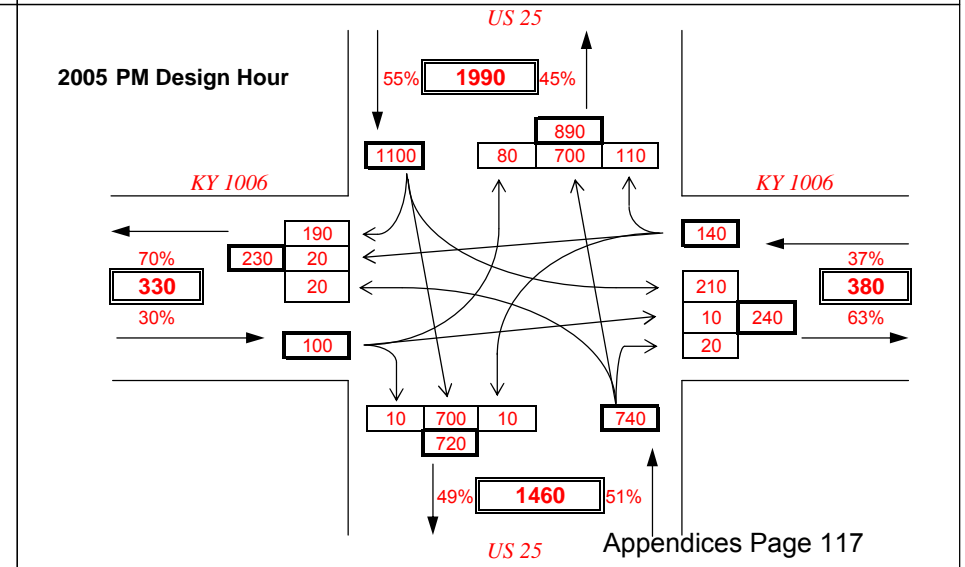 US 25
2005 PM Design Hour
55% 1990 45%
890
1100 80 700 110
KY 1006 KY 1006
190 140
70% 230 20 37%
330 20 210 380
30% 10 240 63%
100 20
10 700 10 740
720
49% 1460 51%
US 25 Appendices Page 117